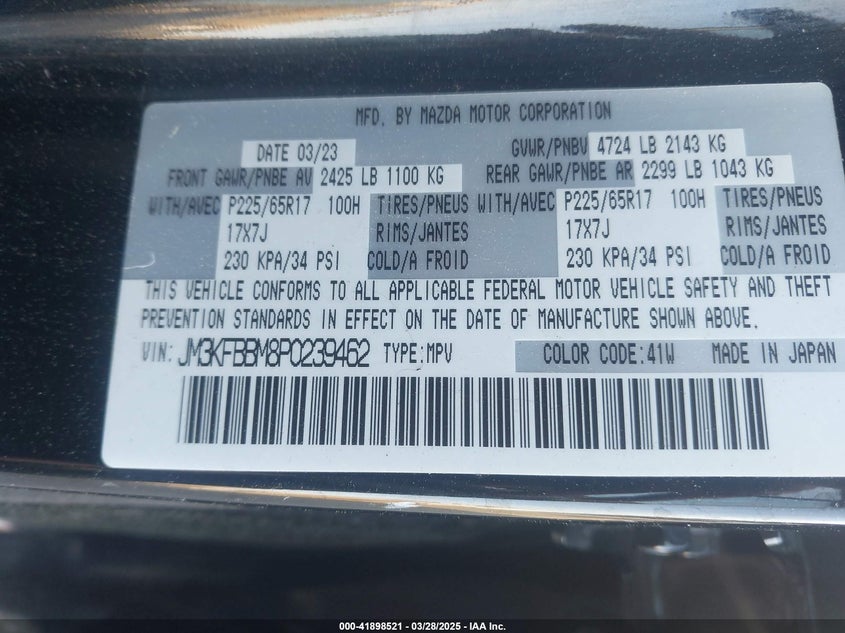 MFD. BY MAZDA MOTOR CORPORATION
DATE 03/23 GVWR/PNBV 4724 LB 2143 KG
FRONT GAWR/PNBE AV 2425 LB 1100 KG REAR GAWR/PNBE AR 2299 LB 1043 KG
WITH/AVEC P225/65R17 100H TIRES/PNEUS WITH/AVEC P225/65R17 100H TIRES/PNEUS
17X7J RIMS/JANTES 17X7J RIMS/JANTES
230 KPA/34 PSI COLD/A FROID 230 KPA/34 PSI COLD/A FROID
THIS VEHICLE CONFORMS TO ALL APPLICABLE FEDERAL MOTOR VEHICLE SAFETY AND THEFT
PREVENTION STANDARDS IN EFFECT ON THE DATE OF MANUFACTURE SHOWN ABOVE.
VIN: JM3KFBBM8P0239462 TYPE:MPV COLOR CODE:41W MADE IN JAPAN
000-41898521 | 03/28/2025 - IAA Inc.